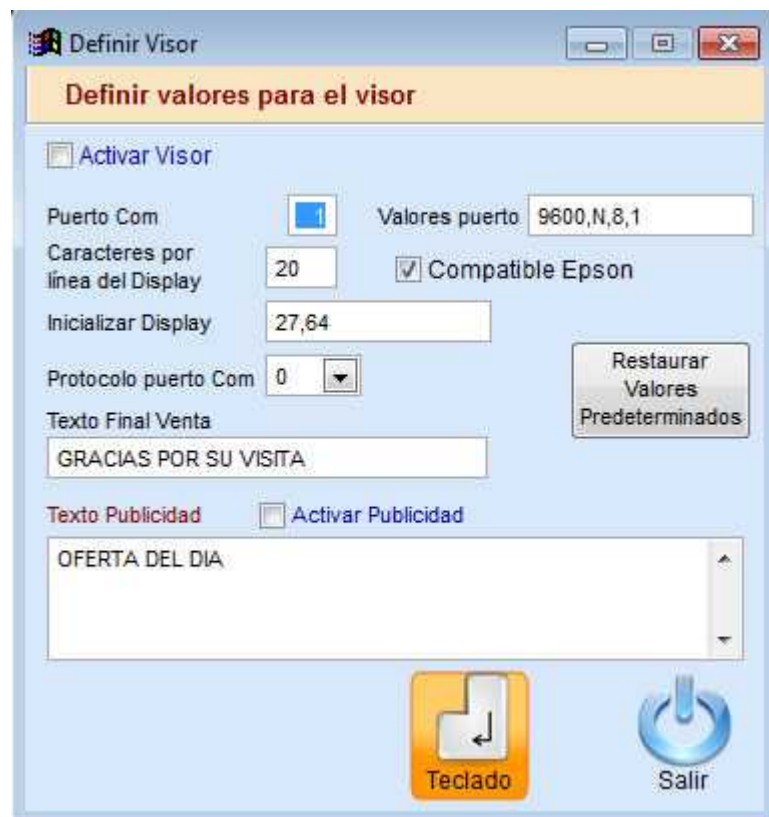 Definir Visor
Definir valores para el visor
Activar Visor
Puerto Com 1 Valores puerto 9600,N,8,1
Caracteres por
línea del Display 20 Compatible Epson
Inicializar Display 27,64
Protocolo puerto Com 0
Restaurar
Valores
Predeterminados
Texto Final Venta
GRACIAS POR SU VISITA
Texto Publicidad Activar Publicidad
OFERTA DEL DIA
Teclado Salir